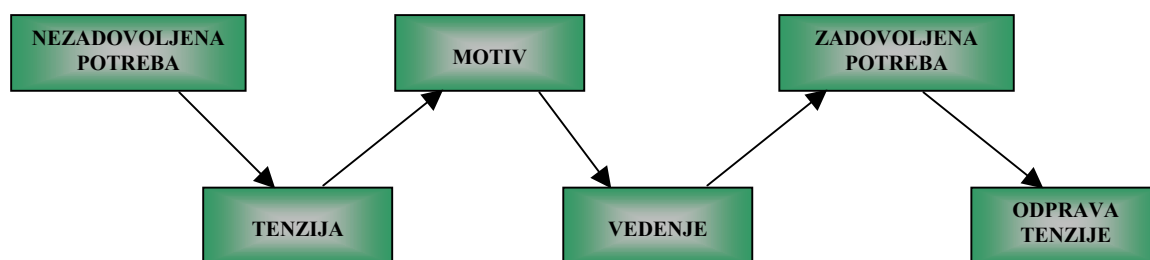 NEZADOVOLJENA
POTREBA
MOTIV
ZADOVOLJENA
POTREBA
TENZIJA
VEDENJE
ODPRAVA
TENZIJE